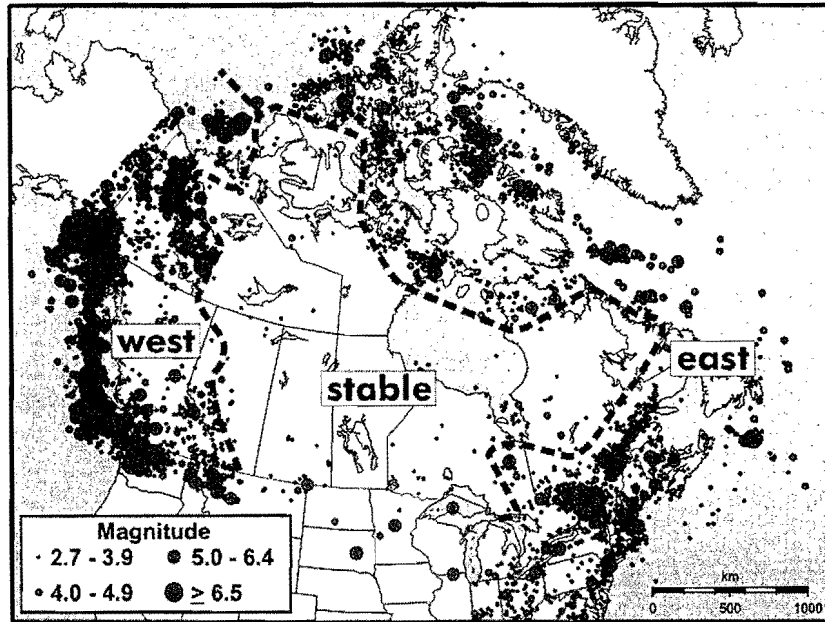 west
stable
east
Magnitude
2.7 - 3.9
5.0 - 6.4
4.0 - 4.9
≥ 6.5
km
0 500 1000